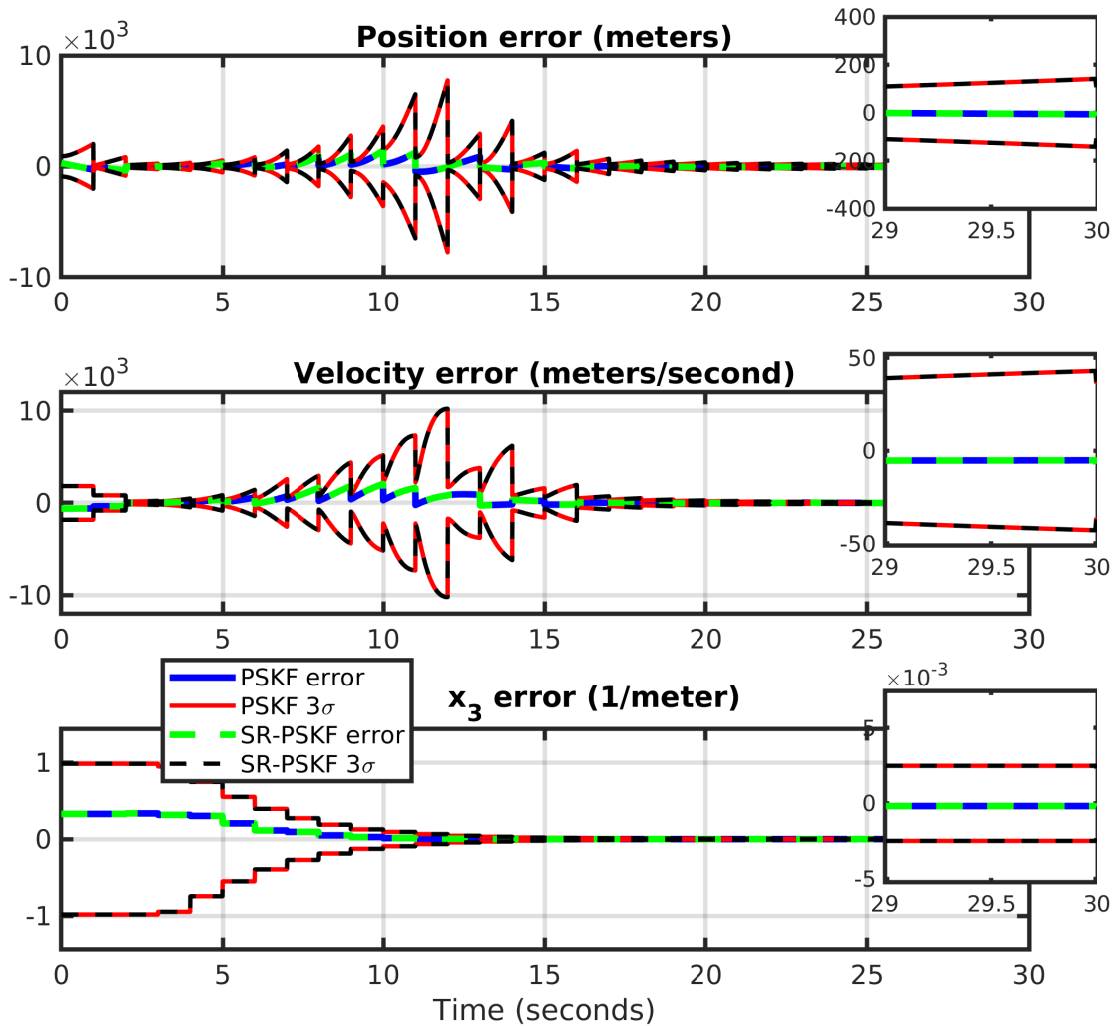 ×10³
Position error (meters)
10
0
-10
0 5 10 15 20 25 30
400
200
0
-200
-400
29 29.5 30
×10³
Velocity error (meters/second)
10
0
-10
0 5 10 15 20 25 30
50
0
-50
29 29.5 30
PSKF error
PSKF 3σ
SR-PSKF error
SR-PSKF 3σ
x₃ error (1/meter)
1
0
-1
0 5 10 15 20 25 30
×10⁻³
5
0
-5
29 29.5 30
Time (seconds)